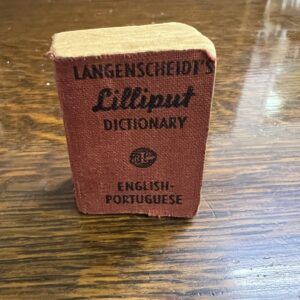 LANGENSCHEIDT'S
Lilliput
DICTIONARY
ENGLISH-
PORTUGUESE